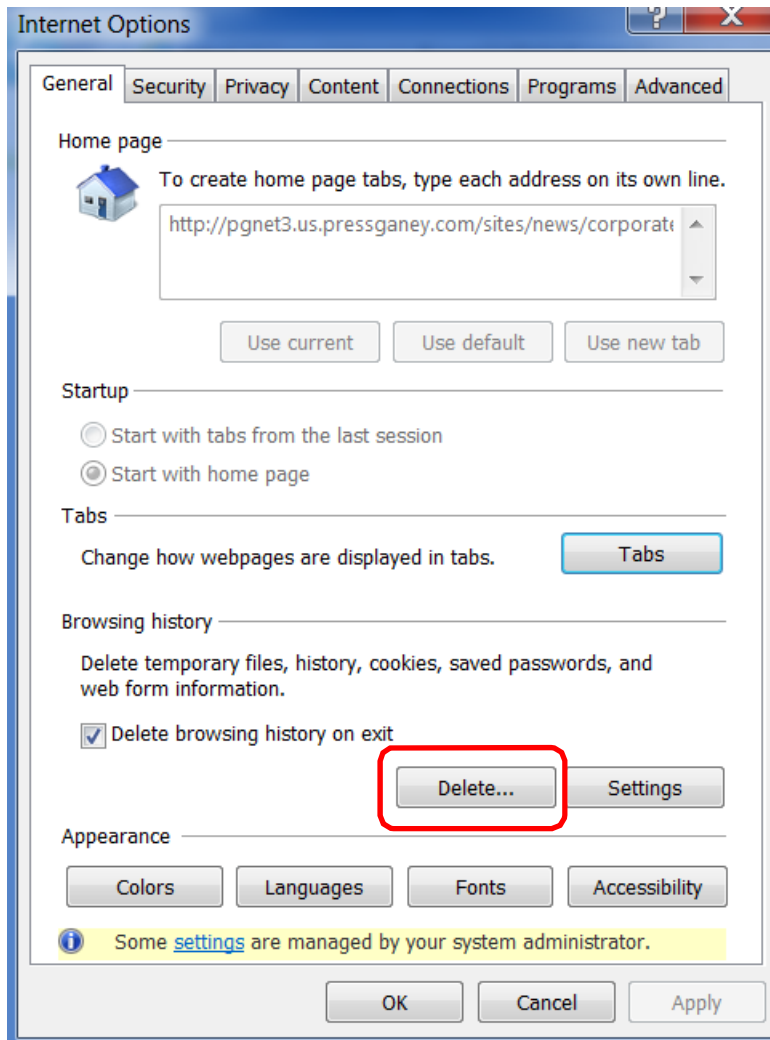 Internet Options
?
X
General Security Privacy Content Connections Programs Advanced
Home page
To create home page tabs, type each address on its own line.
http://pgnet3.us.pressganey.com/sites/news/corporate
Use current Use default Use new tab
Startup
Start with tabs from the last session
Start with home page
Tabs
Change how webpages are displayed in tabs. Tabs
Browsing history
Delete temporary files, history, cookies, saved passwords, and
web form information.
Delete browsing history on exit
Delete... Settings
Appearance
Colors Languages Fonts Accessibility
Some settings are managed by your system administrator.
OK Cancel Apply